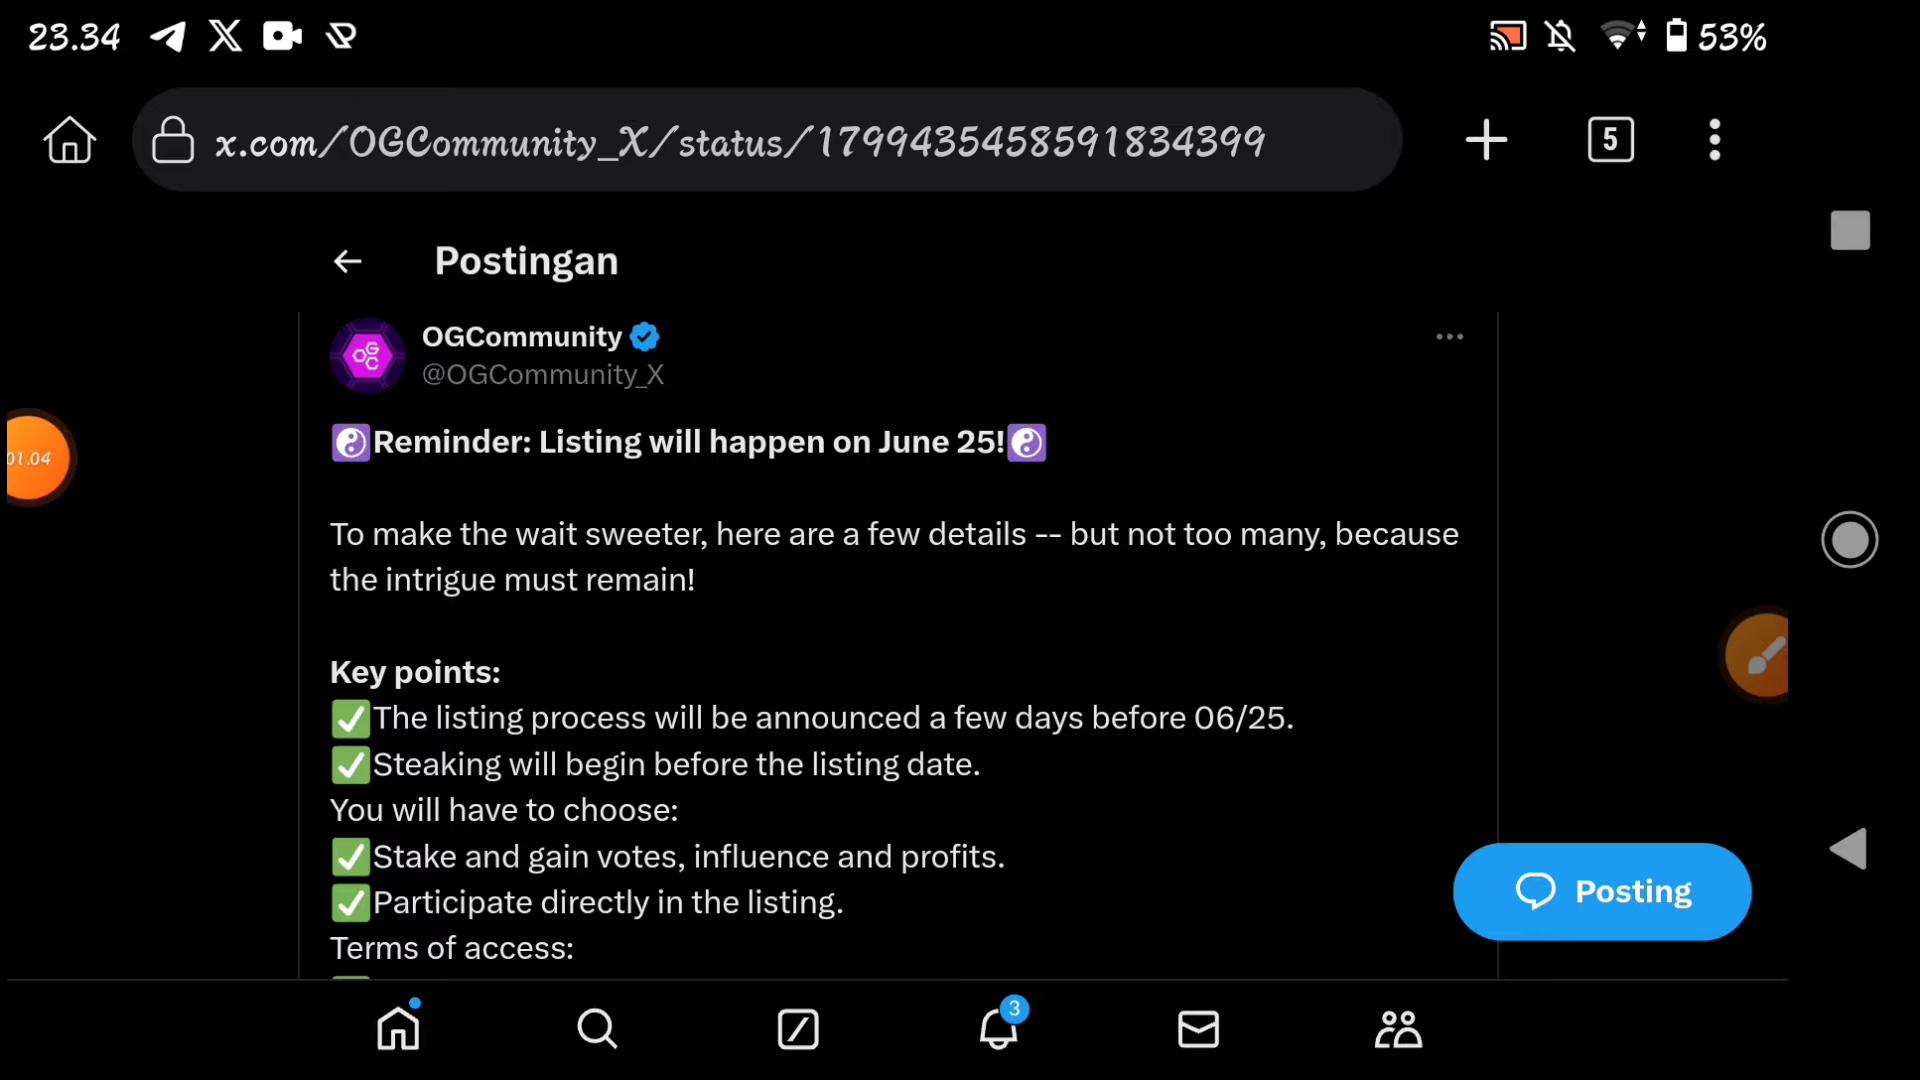 23.34
53%
x.com/OGCommunity_X/status/1799435458591834399
5
Postingan
OGC
OGCommunity
@OGCommunity_X
Reminder: Listing will happen on June 25!
01.04
To make the wait sweeter, here are a few details -- but not too many, because
the intrigue must remain!
Key points:
✅The listing process will be announced a few days before 06/25.
✅Steaking will begin before the listing date.
You will have to choose:
✅Stake and gain votes, influence and profits.
✅Participate directly in the listing.
Posting
Terms of access:
3